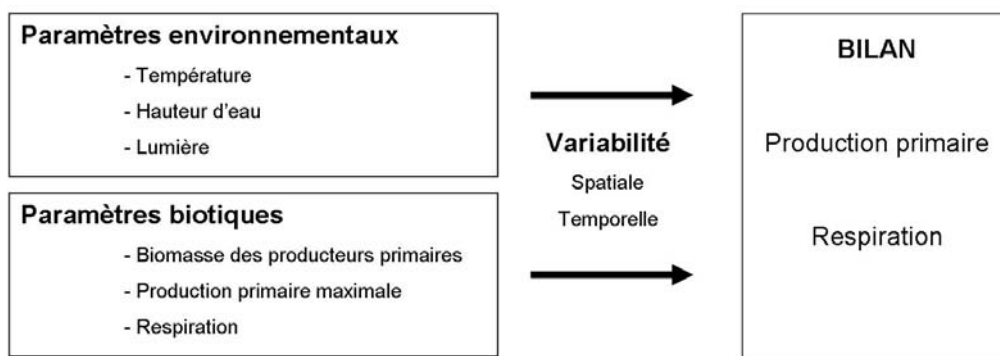 Paramètres environnementaux
- Température
- Hauteur d'eau
- Lumière
Paramètres biotiques
- Biomasse des producteurs primaires
- Production primaire maximale
- Respiration
Variabilité
Spatiale
Temporelle
BILAN
Production primaire
Respiration